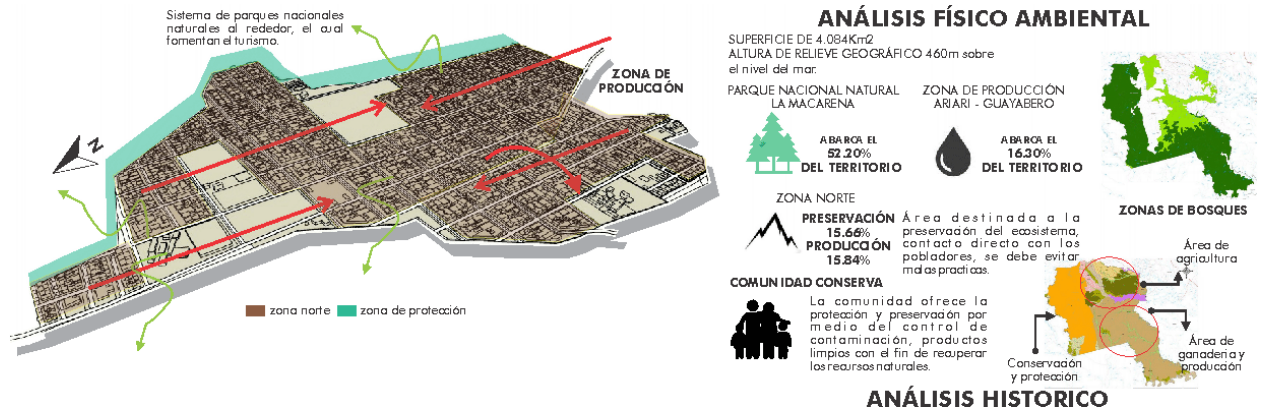 Sistema de parques nacionales
naturales al rededor, el cual
fomentan el turismo.
ZONA DE
PRODUCCIÓN
N
zona norte
zona de protección
ANÁLISIS FÍSICO AMBIENTAL
SUPERFICIE DE 4.084Km2
ALTURA DE RELIEVE GEOGRÁFICO 460m sobre
el nivel del mar.
PARQUE NACIONAL NATURAL
LA MACARENA
ABARCA EL
52.20%
DEL TERRITORIO
ZONA DE PRODUCCIÓN
ARIARI - GUAYABERO
ABARCA EL
16.30%
DEL TERRITORIO
ZONAS DE BOSQUES
ZONA NORTE
PRESERVACIÓN
15.66%
PRODUCCIÓN
15.84%
Área destinada a la
preservación del ecosistema,
contacto directo con los
pobladores, se debe evitar
malas practicas.
COMUNIDAD CONSERVA
La comunidad ofrece la
protección y preservación por
medio del control de
contaminación, productos
limpios con el fin de recuperar
los recursos naturales.
Área de
agricultura
Área de
ganaderia y
producción
Conservación
y protección
ANÁLISIS HISTORICO